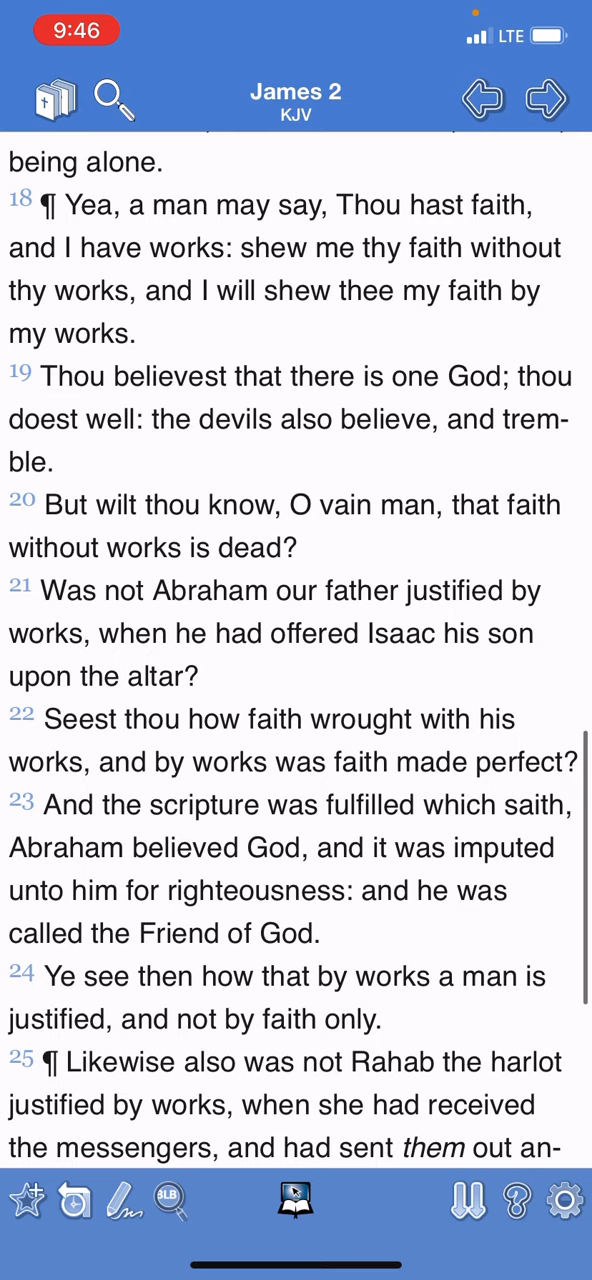 9:46
LTE
James 2
KJV
being alone.
18 ¶ Yea, a man may say, Thou hast faith,
and I have works: shew me thy faith without
thy works, and I will shew thee my faith by
my works.
19 Thou believest that there is one God; thou
doest well: the devils also believe, and trem-
ble.
20 But wilt thou know, O vain man, that faith
without works is dead?
21 Was not Abraham our father justified by
works, when he had offered Isaac his son
upon the altar?
22 Seest thou how faith wrought with his
works, and by works was faith made perfect?
23 And the scripture was fulfilled which saith,
Abraham believed God, and it was imputed
unto him for righteousness: and he was
called the Friend of God.
24 Ye see then how that by works a man is
justified, and not by faith only.
25 ¶ Likewise also was not Rahab the harlot
justified by works, when she had received
the messengers, and had sent them out an-
BLB